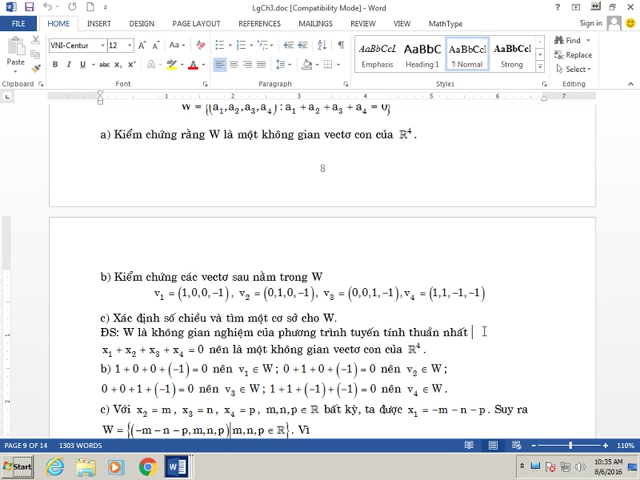 LgCh3.doc [Compatibility Mode] - Word
FILE HOME INSERT DESIGN PAGE LAYOUT REFERENCES MAILINGS REVIEW VIEW MathType Sign in
Paste
VNI-Centur 12
Emphasis Heading 1 ¶ Normal Strong
Find
Replace
Select
Clipboard Font Paragraph Styles Editing
W = {(a₁,a₂,a₃,a₄) : a₁ + a₂ + a₃ + a₄ = 0}
a) Kiểm chứng rằng W là một không gian vectơ con của ℝ⁴.
8
b) Kiểm chứng các vectơ sau nằm trong W
v₁ = (1,0,0,-1), v₂ = (0,1,0,-1), v₃ = (0,0,1,-1), v₄ = (1,1,-1,-1)
c) Xác định số chiều và tìm một cơ sở cho W.
ĐS: W là không gian nghiệm của phương trình tuyến tính thuần nhất
x₁ + x₂ + x₃ + x₄ = 0 nên là một không gian vectơ con của ℝ⁴.
b) 1 + 0 + 0 + (−1) = 0 nên v₁ ∈ W; 0 + 1 + 0 + (−1) = 0 nên v₂ ∈ W;
0 + 0 + 1 + (−1) = 0 nên v₃ ∈ W; 1 + 1 + (−1) + (−1) = 0 nên v₄ ∈ W.
c) Với x₂ = m, x₃ = n, x₄ = p, m,n,p ∈ ℝ bất kỳ, ta được x₁ = −m − n − p. Suy ra
W = {(−m − n − p,m,n,p)|m,n,p ∈ ℝ}. Vì
PAGE 9 OF 14 1303 WORDS 110%
Start 10:35 AM
8/6/2016